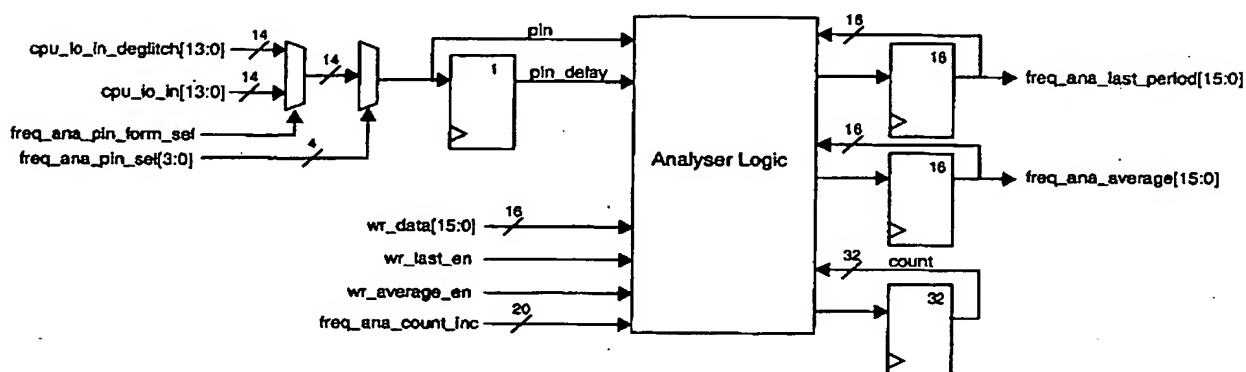 cpu_io_in_deglitch[13:0]
14
cpu_io_in[13:0]
14
14
freq_ana_pin_form_sel
freq_ana_pin_sel[3:0]
4
1
pin
pin_delay
Analyser Logic
wr_data[15:0]
16
wr_last_en
wr_average_en
freq_ana_count_inc
20
16
16
freq_ana_last_period[15:0]
16
16
freq_ana_average[15:0]
32
count
32